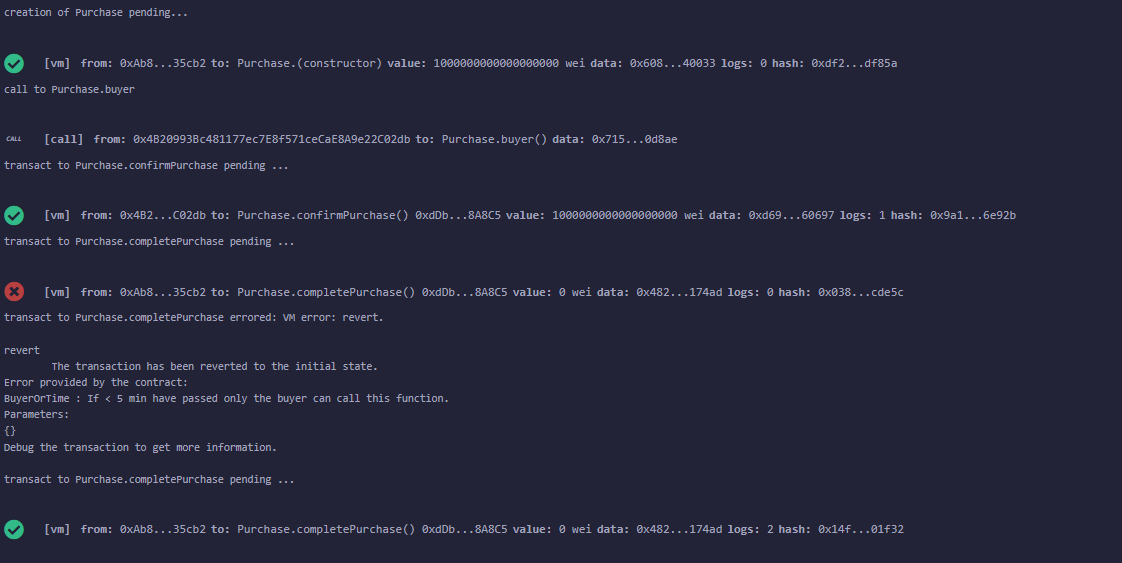 creation of Purchase pending...
[vm] from: 0xAb8...35cb2 to: Purchase.(constructor) value: 1000000000000000000 wei data: 0x608...40033 logs: 0 hash: 0xdf2...df85a
call to Purchase.buyer
CALL [call] from: 0x4B20993Bc481177ec7E8f571ceCaE8A9e22C02db to: Purchase.buyer() data: 0x715...0d8ae
transact to Purchase.confirmPurchase pending ...
[vm] from: 0x4B2...C02db to: Purchase.confirmPurchase() 0xdDb...8A8C5 value: 1000000000000000000 wei data: 0xd69...60697 logs: 1 hash: 0x9a1...6e92b
transact to Purchase.completePurchase pending ...
[vm] from: 0xAb8...35cb2 to: Purchase.completePurchase() 0xdDb...8A8C5 value: 0 wei data: 0x482...174ad logs: 0 hash: 0x038...cde5c
transact to Purchase.completePurchase errored: VM error: revert.
revert
The transaction has been reverted to the initial state.
Error provided by the contract:
BuyerOrTime : If < 5 min have passed only the buyer can call this function.
Parameters:
{}
Debug the transaction to get more information.
transact to Purchase.completePurchase pending ...
[vm] from: 0xAb8...35cb2 to: Purchase.completePurchase() 0xdDb...8A8C5 value: 0 wei data: 0x482...174ad logs: 2 hash: 0x14f...01f32